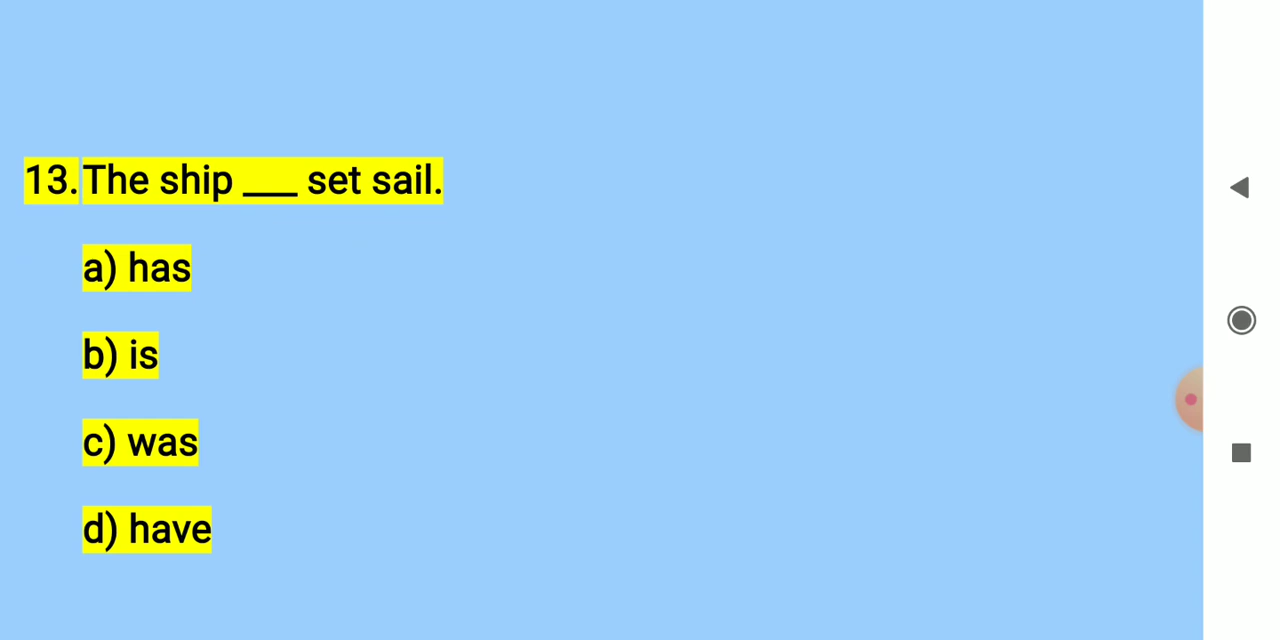 13. The ship ___ set sail.
a) has
b) is
c) was
d) have